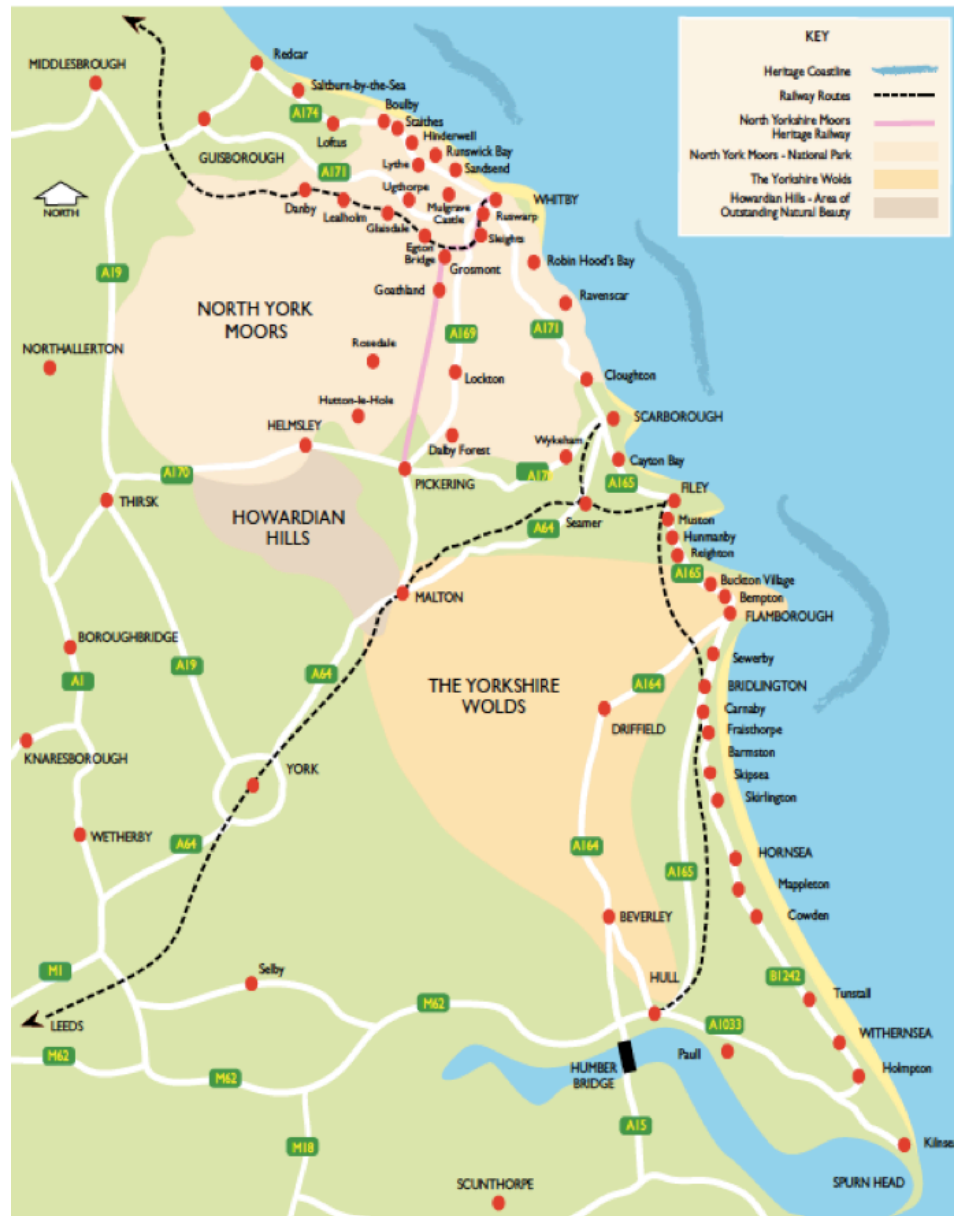 KEY
Heritage Coastline
Railway Routes
North Yorkshire Moors
Heritage Railway
North York Moors - National Park
The Yorkshire Wolds
Howardian Hills - Area of
Outstanding Natural Beauty
Redcar
MIDDLESBROUGH
Saltburn-by-the-Sea
A174
Boulby
Staithes
Loftus
Hinderwell
GUISBOROUGH
Runswick Bay
A171
Lythe
Sandsend
NORTH
Ugthorpe
Danby
Mulgrave
Castle
WHITBY
Lealholm
Ruswarp
Glaisdale
Sleights
Egton
Bridge
Grosmont
Robin Hood's Bay
A19
Goathland
Ravenscar
NORTH YORK
MOORS
A169
A171
NORTHALLERTON
Rosedale
Lockton
Cloughton
Hutton-le-Hole
SCARBOROUGH
HELMSLEY
Wykeham
Dalby Forest
Cayton Bay
A170
PICKERING
A171
A165
FILEY
THIRSK
HOWARDIAN
HILLS
Seamer
Muston
A64
Hunmanby
Reighton
A165
Buckton Village
MALTON
Bempton
FLAMBOROUGH
BOROUGHBRIDGE
Sewerby
A19
A64
A1
THE YORKSHIRE
WOLDS
A164
BRIDLINGTON
Carnaby
DRIFFIELD
Fraisthorpe
KNARESBOROUGH
Barmston
YORK
Skipsea
Skirlington
WETHERBY
A64
A164
HORNSEA
A165
Mappleton
BEVERLEY
Cowden
M1
Selby
HULL
B1242
Tunstall
M62
LEEDS
A1033
WITHERNSEA
M62
Paull
HUMBER
BRIDGE
Holmpton
M62
A15
M18
Kilnse
SCUNTHORPE
SPURN HEAD